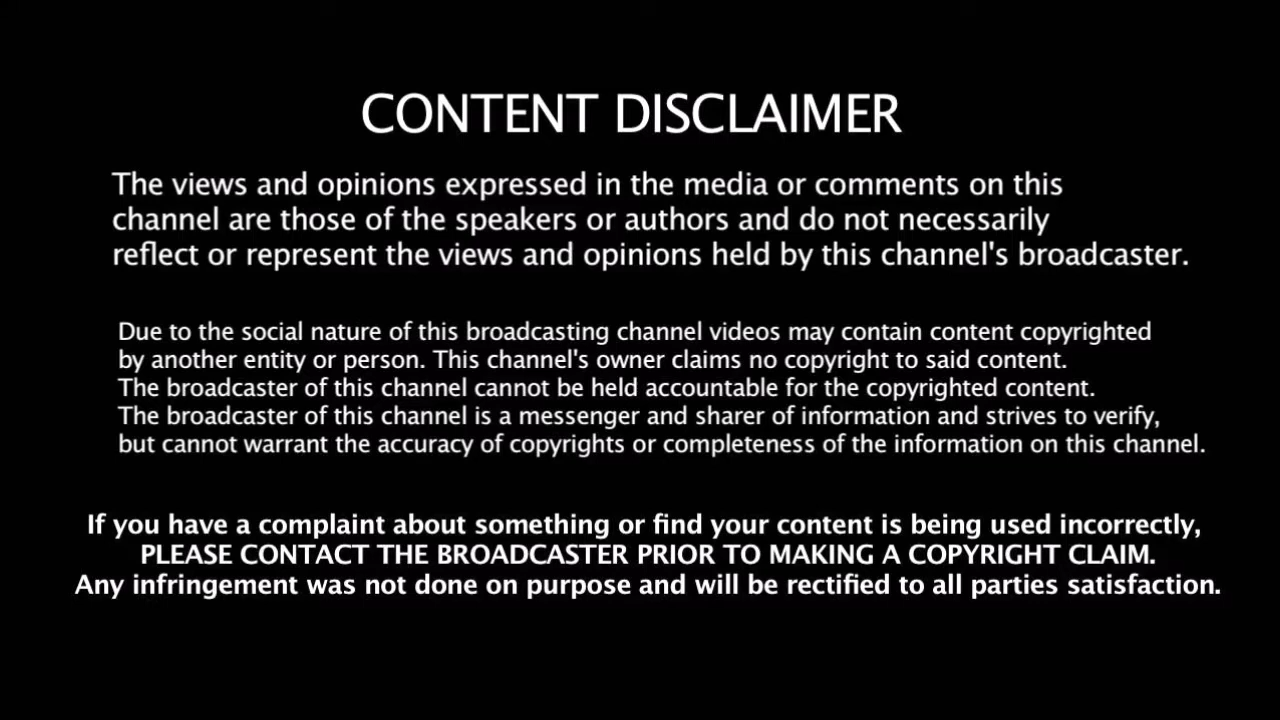 CONTENT DISCLAIMER
The views and opinions expressed in the media or comments on this
channel are those of the speakers or authors and do not necessarily
reflect or represent the views and opinions held by this channel's broadcaster.
Due to the social nature of this broadcasting channel videos may contain content copyrighted
by another entity or person. This channel's owner claims no copyright to said content.
The broadcaster of this channel cannot be held accountable for the copyrighted content.
The broadcaster of this channel is a messenger and sharer of information and strives to verify,
but cannot warrant the accuracy of copyrights or completeness of the information on this channel.
If you have a complaint about something or find your content is being used incorrectly,
PLEASE CONTACT THE BROADCASTER PRIOR TO MAKING A COPYRIGHT CLAIM.
Any infringement was not done on purpose and will be rectified to all parties satisfaction.